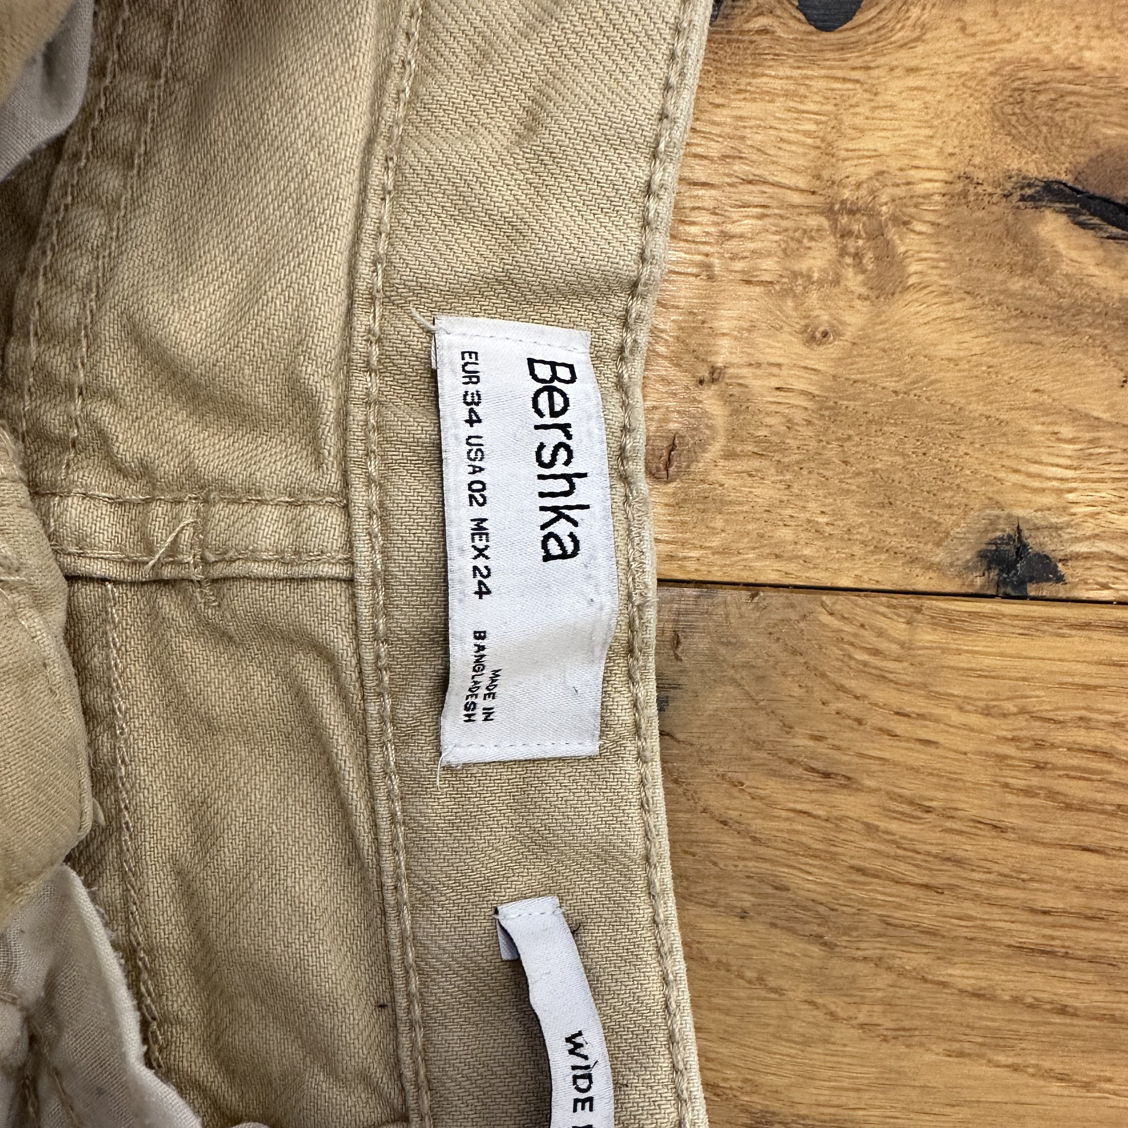 Bershka
EUR 34 USA 02 MEX 24
MADE IN
BANGLADESH
WIDE